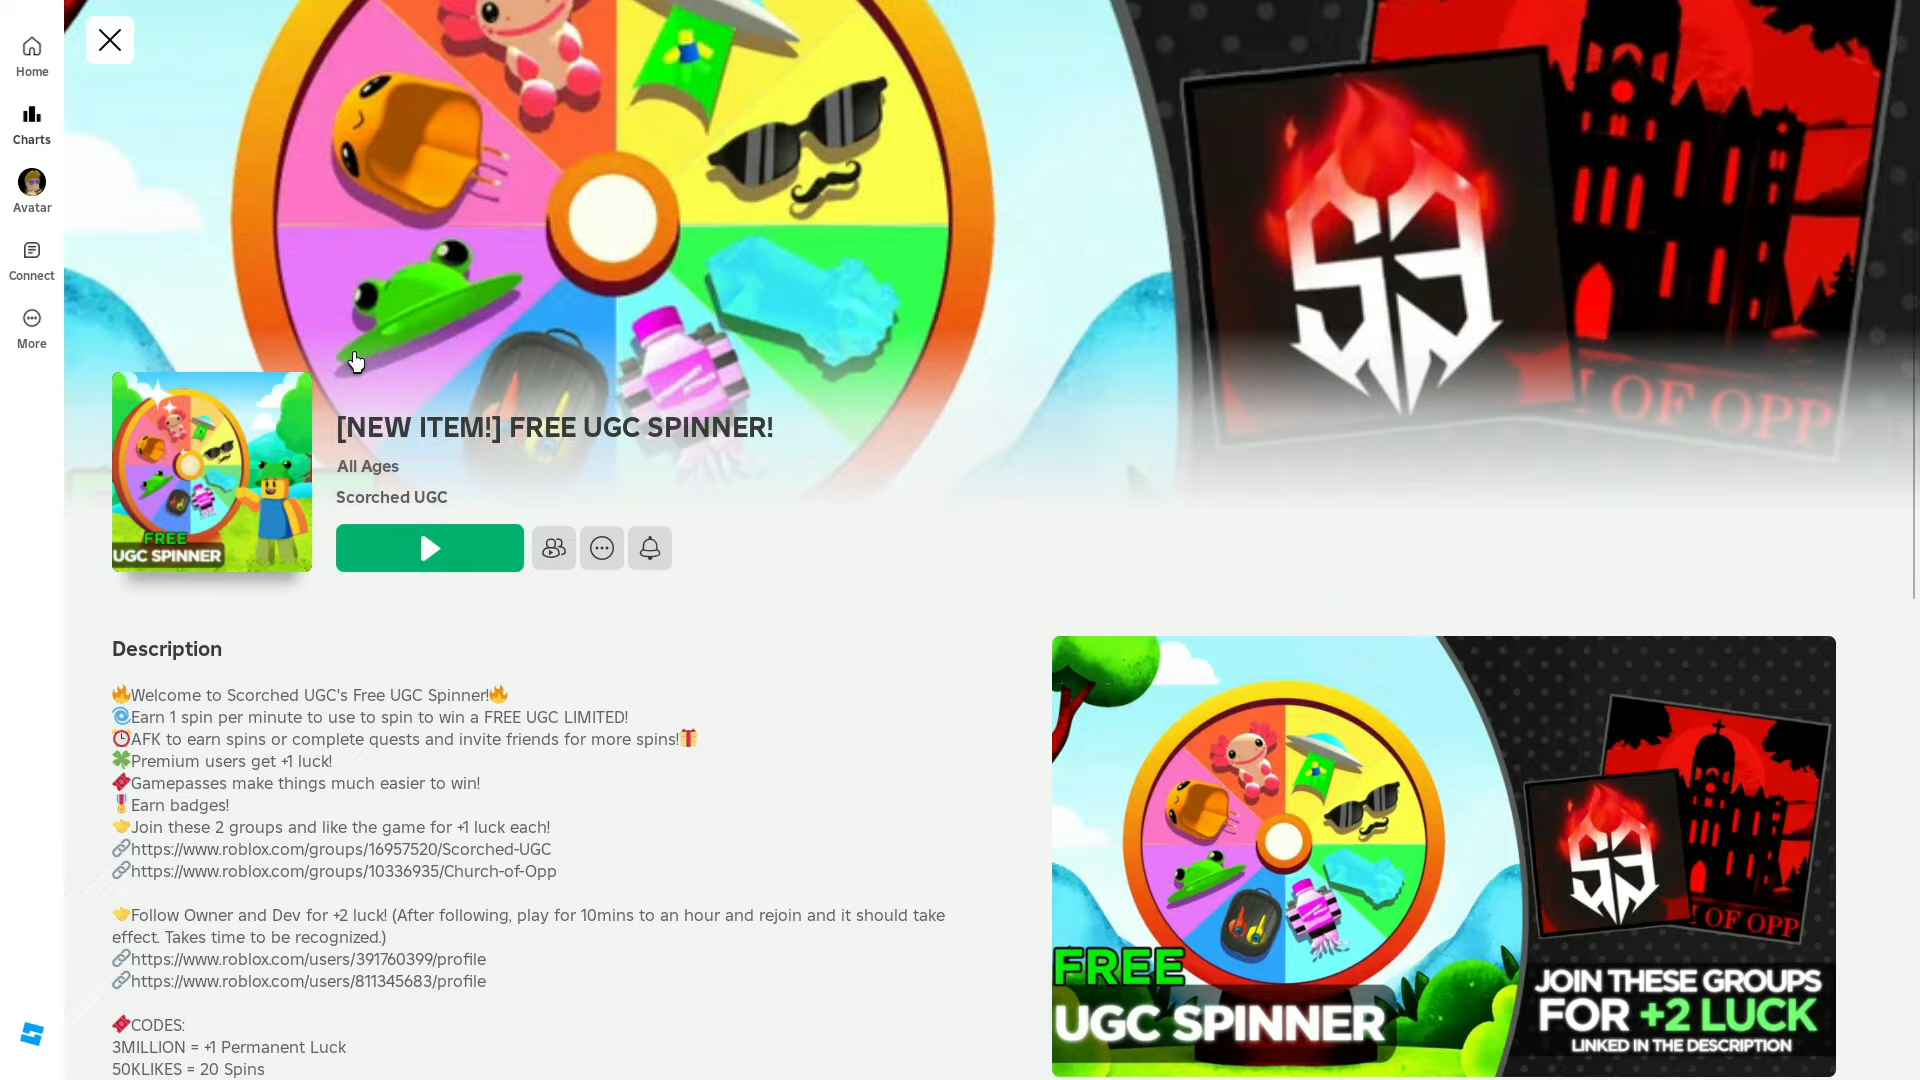 Home
Charts
Avatar
Connect
More
OF OPP
[NEW ITEM!] FREE UGC SPINNER!
All Ages
Scorched UGC
FREE
UGC SPINNER
Description
🔥Welcome to Scorched UGC's Free UGC Spinner!🔥
🌀Earn 1 spin per minute to use to spin to win a FREE UGC LIMITED!
⏰AFK to earn spins or complete quests and invite friends for more spins!🎁
🍀Premium users get +1 luck!
🎟️Gamepasses make things much easier to win!
🎖️Earn badges!
🤝Join these 2 groups and like the game for +1 luck each!
🔗https://www.roblox.com/groups/16957520/Scorched-UGC
🔗https://www.roblox.com/groups/10336935/Church-of-Opp
🤝Follow Owner and Dev for +2 luck! (After following, play for 10mins to an hour and rejoin and it should take
effect. Takes time to be recognized.)
🔗https://www.roblox.com/users/391760399/profile
🔗https://www.roblox.com/users/811345683/profile
🎟️CODES:
3MILLION = +1 Permanent Luck
50KLIKES = 20 Spins
FREE
UGC SPINNER
OF OPP
JOIN THESE GROUPS
FOR +2 LUCK
LINKED IN THE DESCRIPTION